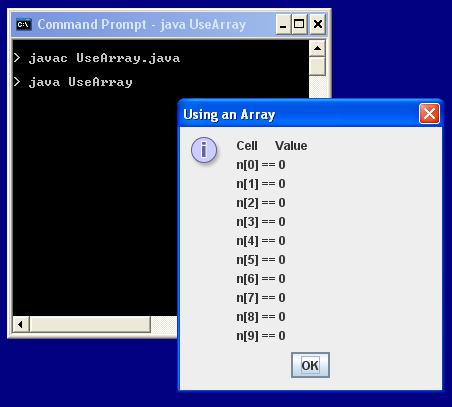 Command Prompt - java UseArray
> javac UseArray.java
> java UseArray
Using an Array
Cell Value
n[0] == 0
n[1] == 0
n[2] == 0
n[3] == 0
n[4] == 0
n[5] == 0
n[6] == 0
n[7] == 0
n[8] == 0
n[9] == 0
OK